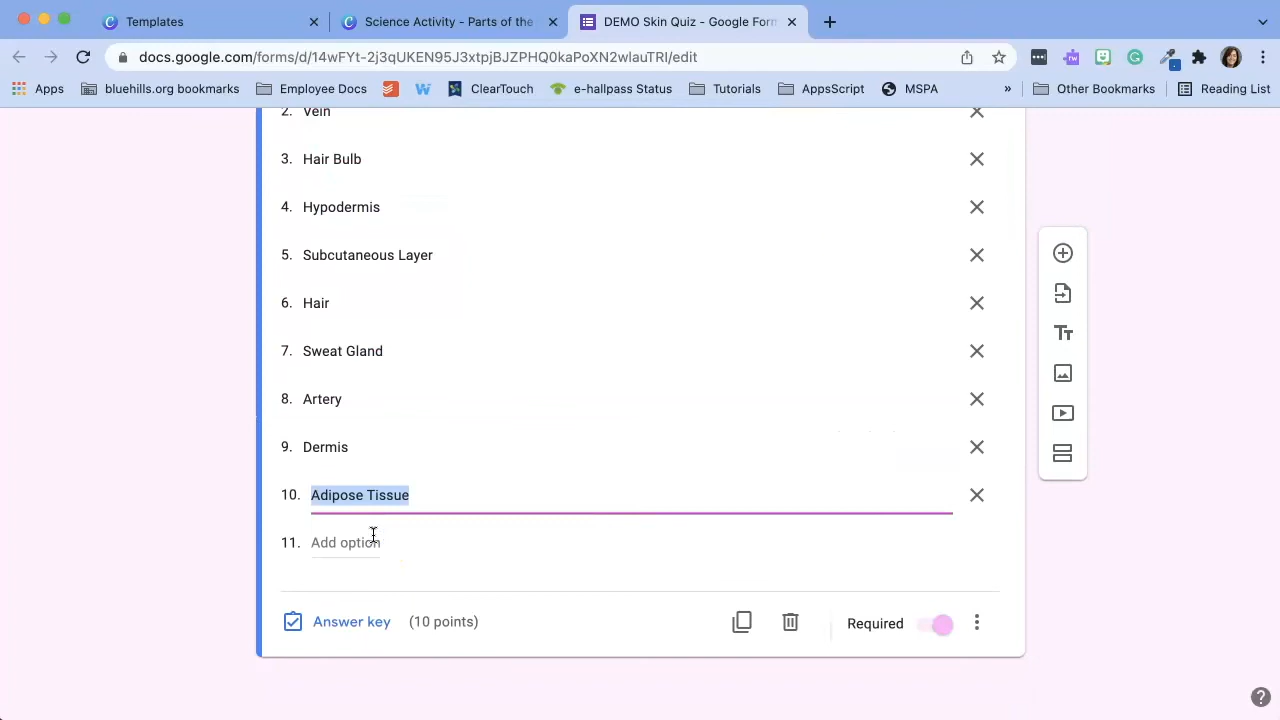 Templates
Science Activity - Parts of the
DEMO Skin Quiz - Google For
docs.google.com/forms/d/14wFYt-2j3qUKEN95J3xtpjBJZPHQ0kaPoXN2wlauTRI/edit
Apps bluehills.org bookmarks Employee Docs ClearTouch e-hallpass Status Tutorials AppsScript MSPA » Other Bookmarks Reading List
2. Vein
3. Hair Bulb
4. Hypodermis
5. Subcutaneous Layer
6. Hair
7. Sweat Gland
8. Artery
9. Dermis
10. Adipose Tissue
11. Add option
Answer key (10 points) Required